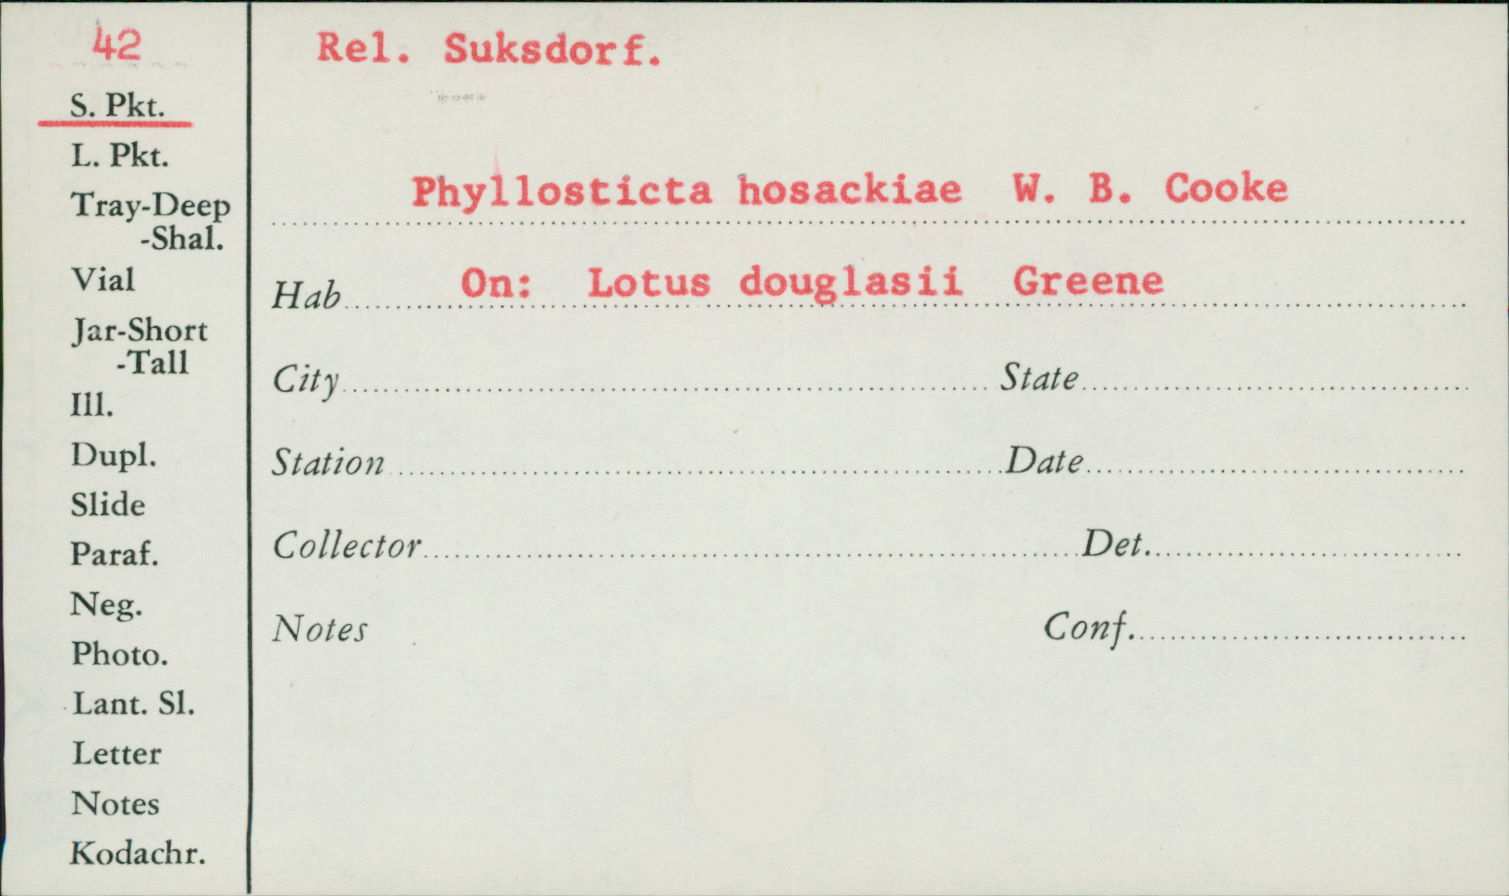 42
S. Pkt.
L. Pkt.
Tray-Deep
-Shal.
Vial
Jar-Short
-Tall
Ill.
Dupl.
Slide
Paraf.
Neg.
Photo.
Lant. Sl.
Letter
Notes
Kodachr.
Rel. Suksdorf.
Phyllosticta hosackiae W. B. Cooke
Hab On: Lotus douglasii Greene
City State
Station Date
Collector Det.
Notes Conf.